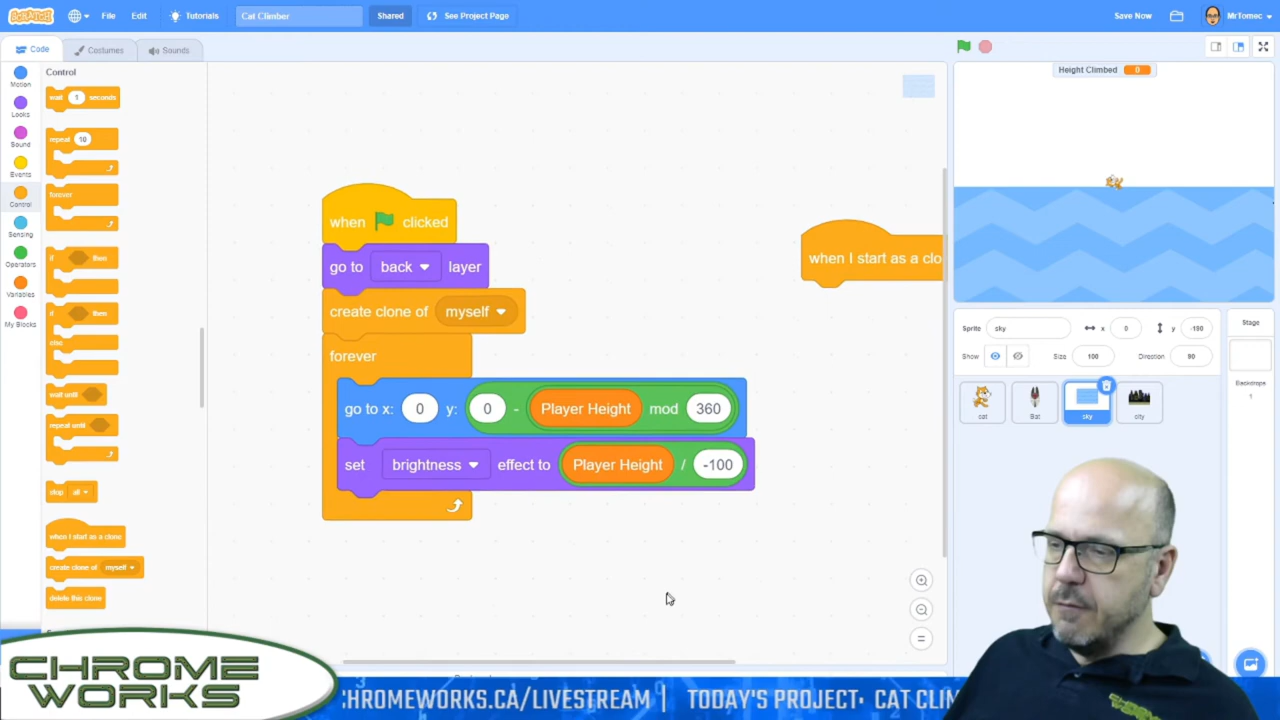 SCRATCH
File
Edit
Tutorials
Cat Climber
Shared
See Project Page
Save Now
MrTomec
Code
Costumes
Sounds
Motion
Looks
Sound
Events
Control
Sensing
Operators
Variables
My Blocks
Control
wait 1 seconds
repeat 10
forever
if then
if then
else
wait until
repeat until
stop all
when I start as a clone
create clone of myself
delete this clone
when clicked
go to back layer
create clone of myself
forever
go to x: 0 y: 0 - Player Height mod 360
set brightness effect to Player Height / -100
when I start as a clo
Height Climbed 0
Sprite sky x 0 y -190
Show Size 100 Direction 90
cat
Bat
sky
city
Stage
Backdrops
1
CHROME
WORKS
CHROMEWORKS.CA/LIVESTREAM | TODAY'S PROJECT: CAT CLIM